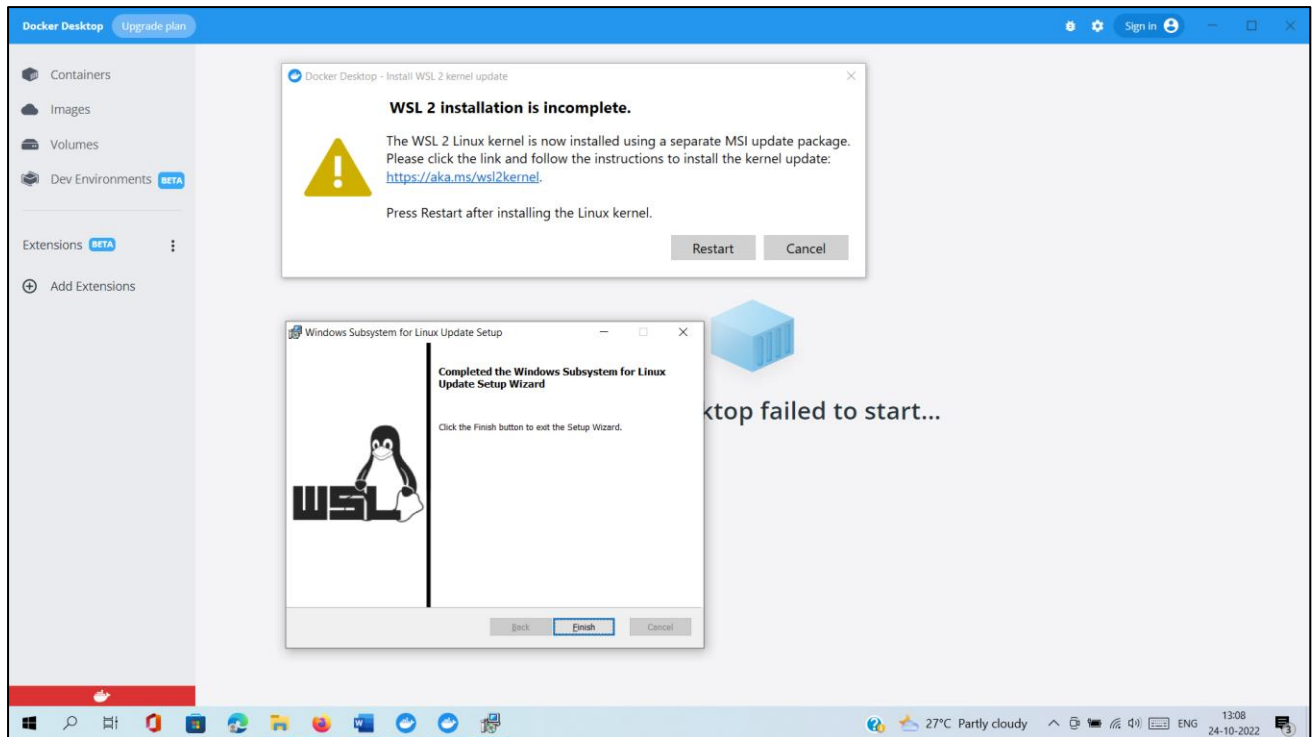 Docker Desktop Upgrade plan
Sign in
Containers
Images
Volumes
Dev Environments BETA
Extensions BETA
Add Extensions
Docker Desktop - Install WSL 2 kernel update
WSL 2 installation is incomplete.
The WSL 2 Linux kernel is now installed using a separate MSI update package.
Please click the link and follow the instructions to install the kernel update:
https://aka.ms/wsl2kernel.
Press Restart after installing the Linux kernel.
Restart Cancel
Windows Subsystem for Linux Update Setup
Completed the Windows Subsystem for Linux
Update Setup Wizard
Click the Finish button to exit the Setup Wizard.
WSL
Back Finish Cancel
ktop failed to start...
27°C Partly cloudy ENG 13:08
24-10-2022 3